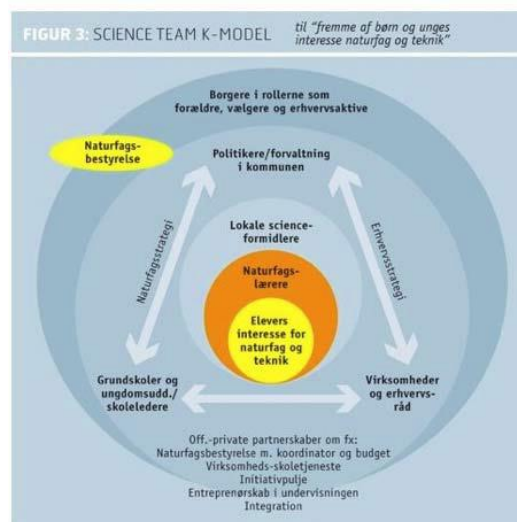 FIGUR 3: SCIENCE TEAM K-MODEL
til "fremme af børn og unges
interesse naturfag og teknik"
Borgere i rollerne som
forældre, vælgere og erhvervsaktive
Naturfags-
bestyrelse
Politikere/forvaltning
i kommunen
Naturfagsstrategi
Erhvervsstrategi
Lokale science-
formidlere
Naturfags-
lærere
Elevers
interesse for
naturfag og
teknik
Grundskoler og
ungdomsudd./
skoleledere
Virksomheder
og erhvervs-
råd
Off.-private partnerskaber om fx:
Naturfagsbestyrelse m. koordinator og budget
Virksomheds-skoletjeneste
Initiativpulje
Entreprenørskab i undervisningen
Integration